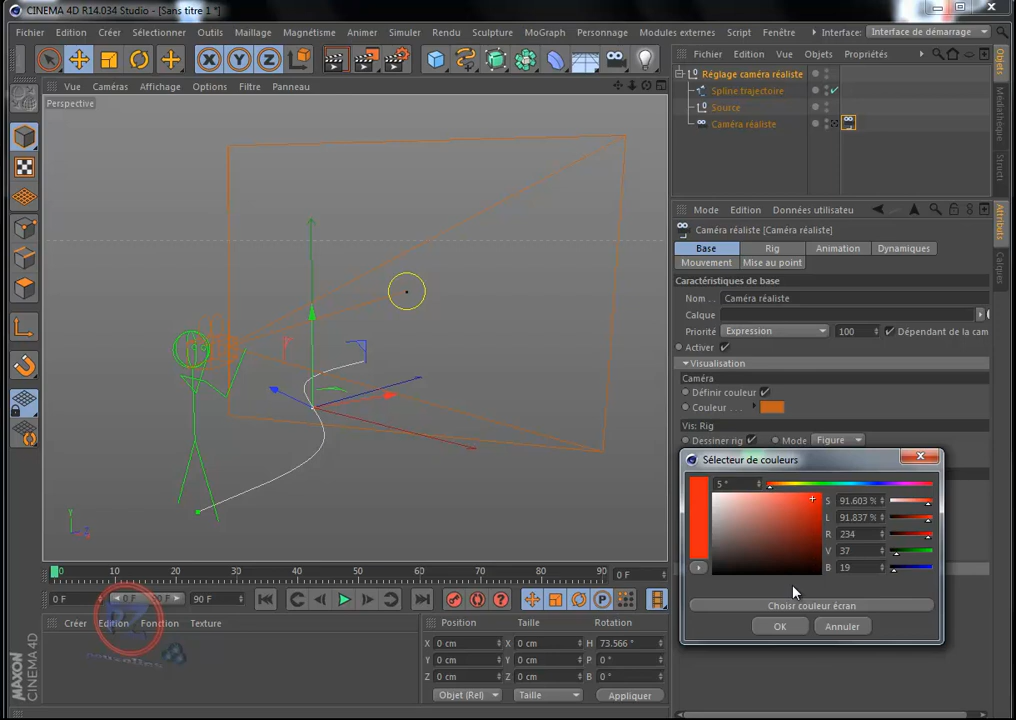 CINEMA 4D R14.034 Studio - [Sans titre 1 *]
Fichier Edition Créer Sélectionner Outils Maillage Magnétisme Animer Simuler Rendu Sculpture MoGraph Personnage Modules externes Script Fenêtre Interface: Interface de démarrage
X Y Z
Fichier Edition Vue Objets Propriétés
Vue Caméras Affichage Options Filtre Panneau
Perspective
Réglage caméra réaliste
Spline trajectoire
Source
Caméra réaliste
Objets
Médiathèque
Structure
Mode Edition Données utilisateu
Caméra réaliste [Caméra réaliste]
Base Rig Animation Dynamiques
Mouvement Mise au point
Attributs
Calques
Caractéristiques de base
Nom . . Caméra réaliste
Calque
Priorité Expression 100 Dépendant de la cam
Activer
Visualisation
Caméra
Définir couleur
Couleur . . .
Vis: Rig
Dessiner rig Mode Figure
Sélecteur de couleurs
5 °
S 91.603 %
L 91.837 %
R 234
V 37
B 19
Choisr couleur écran
OK Annuler
Y
0 10 20 30 40 50 60 70 80 90 0 F
0 F 0 F 90 F 90 F
P
Créer Edition Fonction Texture
Position Taille Rotation
X 0 cm X 0 cm H 73.566 °
Y 0 cm Y 0 cm P 0 °
Z 0 cm Z 0 cm B 0 °
Objet (Rel) Taille Appliquer
MAXON
CINEMA 4D